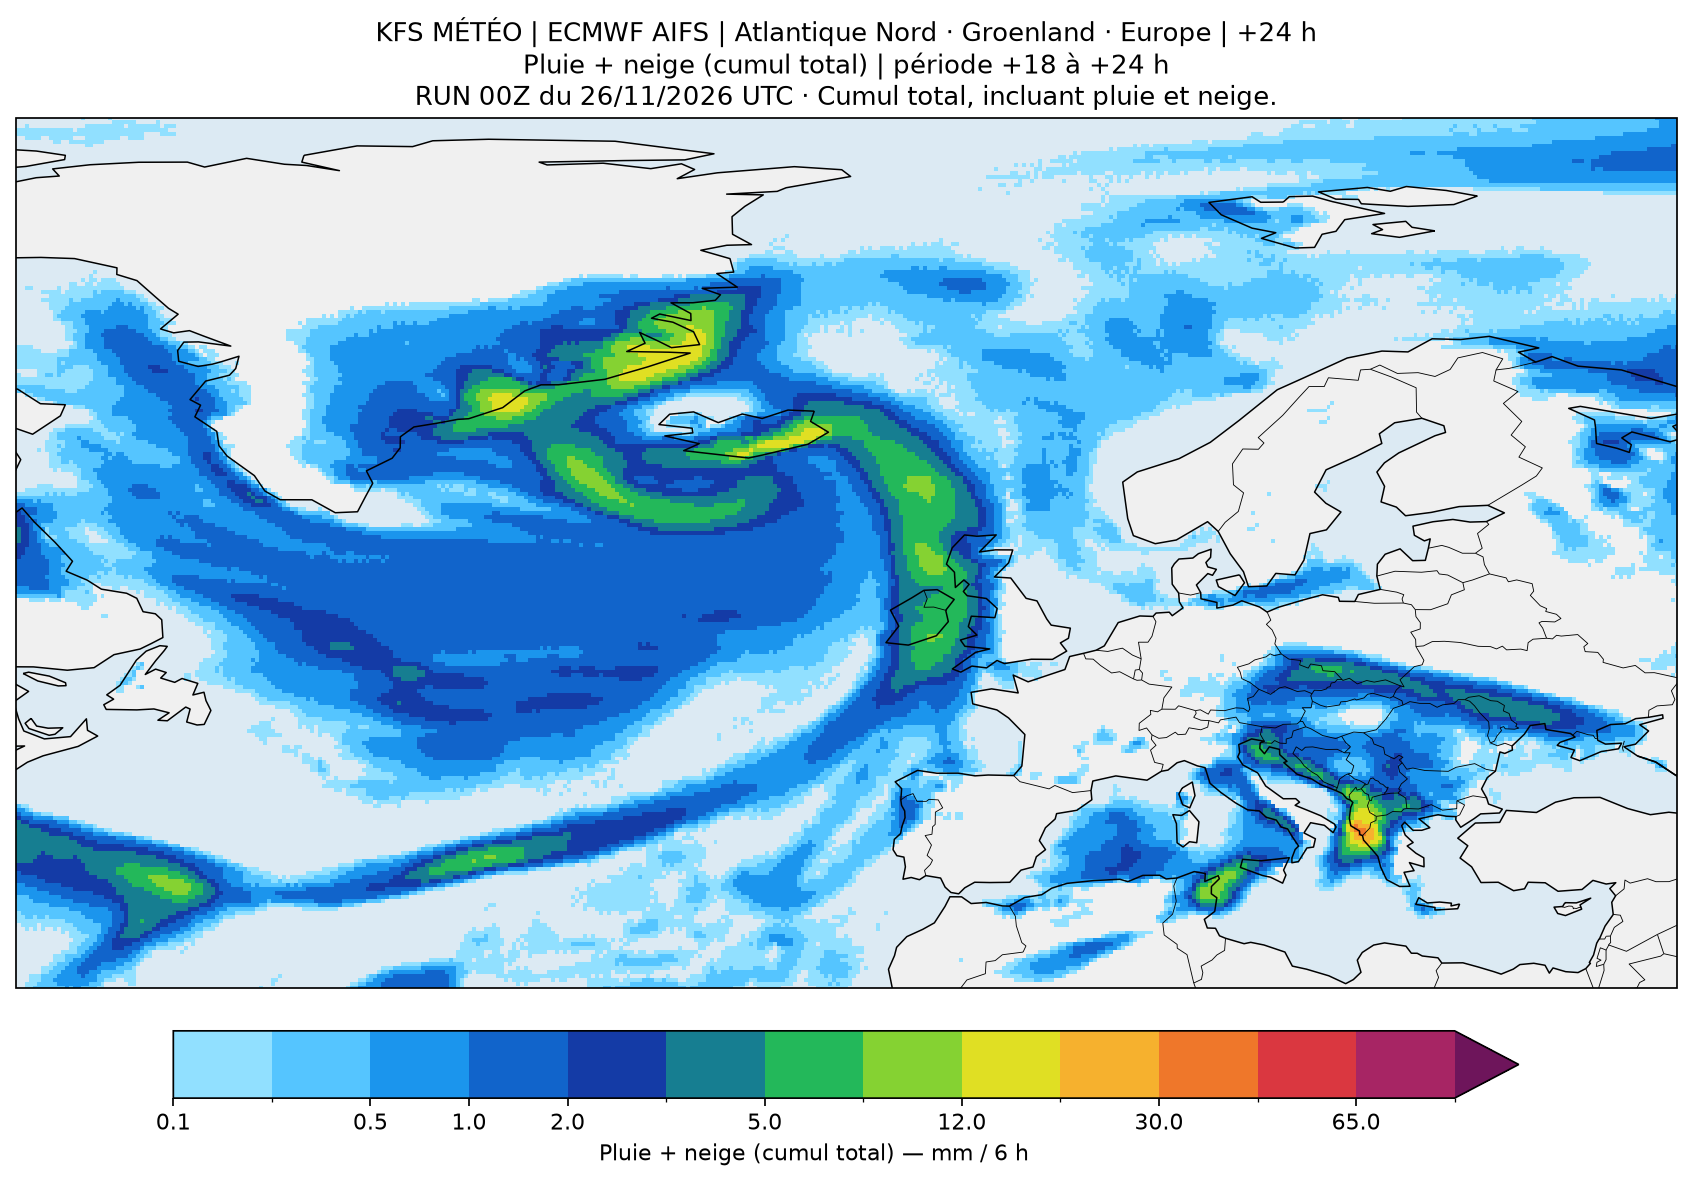 KFS MÉTÉO | ECMWF AIFS | Atlantique Nord · Groenland · Europe | +24 h
Pluie + neige (cumul total) | période +18 à +24 h
RUN 00Z du 26/11/2026 UTC · Cumul total, incluant pluie et neige.
0.1 0.5 1.0 2.0 5.0 12.0 30.0 65.0
Pluie + neige (cumul total) — mm / 6 h